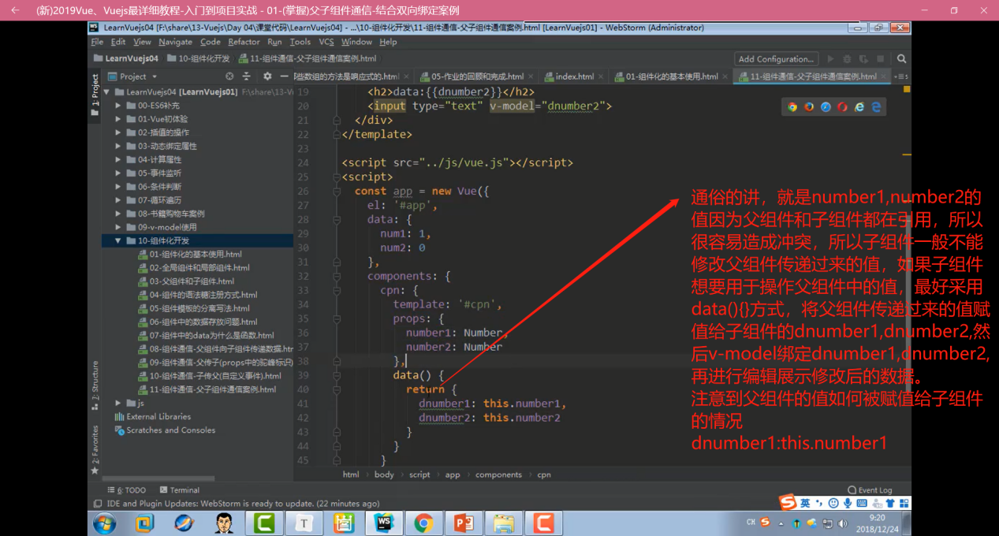 (新)2019Vue、Vuejs最详细教程-入门到项目实战 - 01-(掌握)父子组件通信-结合双向绑定案例
LearnVuejs04 [F:\share\13-Vuejs\Day 04\课堂代码\LearnVuejs04] - ...\10-组件化开发\11-组件通信-父子组件通信案例.html [LearnVuejs01] - WebStorm (Administrator)
File Edit View Navigate Code Refactor Run Tools VCS Window Help
LearnVuejs04 10-组件化开发 11-组件通信-父子组件通信案例.html
Add Configuration...
1: Project
Project
些数组的方法是响应式的.html
05-作业的回顾和完成.html
index.html
01-组件化的基本使用.html
11-组件通信-父子组件通信案例.html
LearnVuejs04 [LearnVuejs01] F:\share\13-V
00-ES6补充
01-Vue初体验
02-插值的操作
03-动态绑定属性
04-计算属性
05-事件监听
06-条件判断
07-循环遍历
08-书籍购物车案例
09-v-model使用
10-组件化开发
01-组件化的基本使用.html
02-全局组件和局部组件.html
03-父组件和子组件.html
04-组件的语法糖注册方式.html
05-组件模板的分离写法.html
06-组件中的数据存放问题.html
07-组件中的data为什么是函数.html
08-组件通信-父组件向子组件传递数据.htr
09-组件通信-父传子(props中的驼峰标识)
10-组件通信-子传父(自定义事件).html
11-组件通信-父子组件通信案例.html
js
External Libraries
Scratches and Consoles
7: Structure
2: Favorites
19 <h2>data:{{dnumber2}}</h2>
20 <input type="text" v-model="dnumber2">
21 </div>
22 </template>
23
24 <script src="../js/vue.js"></script>
25 <script>
26 const app = new Vue({
27 el: '#app',
28 data: {
29 num1: 1,
30 num2: 0
31 },
32 components: {
33 cpn: {
34 template: '#cpn',
35 props: {
36 number1: Number,
37 number2: Number
38 },
39 data() {
40 return {
41 dnumber1: this.number1,
42 dnumber2: this.number2
43 }
44 }
45 }
html body script app components cpn
通俗的讲，就是number1,number2的
值因为父组件和子组件都在引用，所以
很容易造成冲突，所以子组件一般不能
修改父组件传递过来的值，如果子组件
想要用于操作父组件中的值，最好采用
data(){}方式，将父组件传递过来的值赋
值给子组件的dnumber1,dnumber2,然
后v-model绑定dnumber1,dnumber2,
再进行编辑展示修改后的数据。
注意到父组件的值如何被赋值给子组件
的情况
dnumber1:this.number1
6: TODO Terminal Event Log
IDE and Plugin Updates: WebStorm is ready to update. (22 minutes ago)
英
CH
9:20
2018/12/24